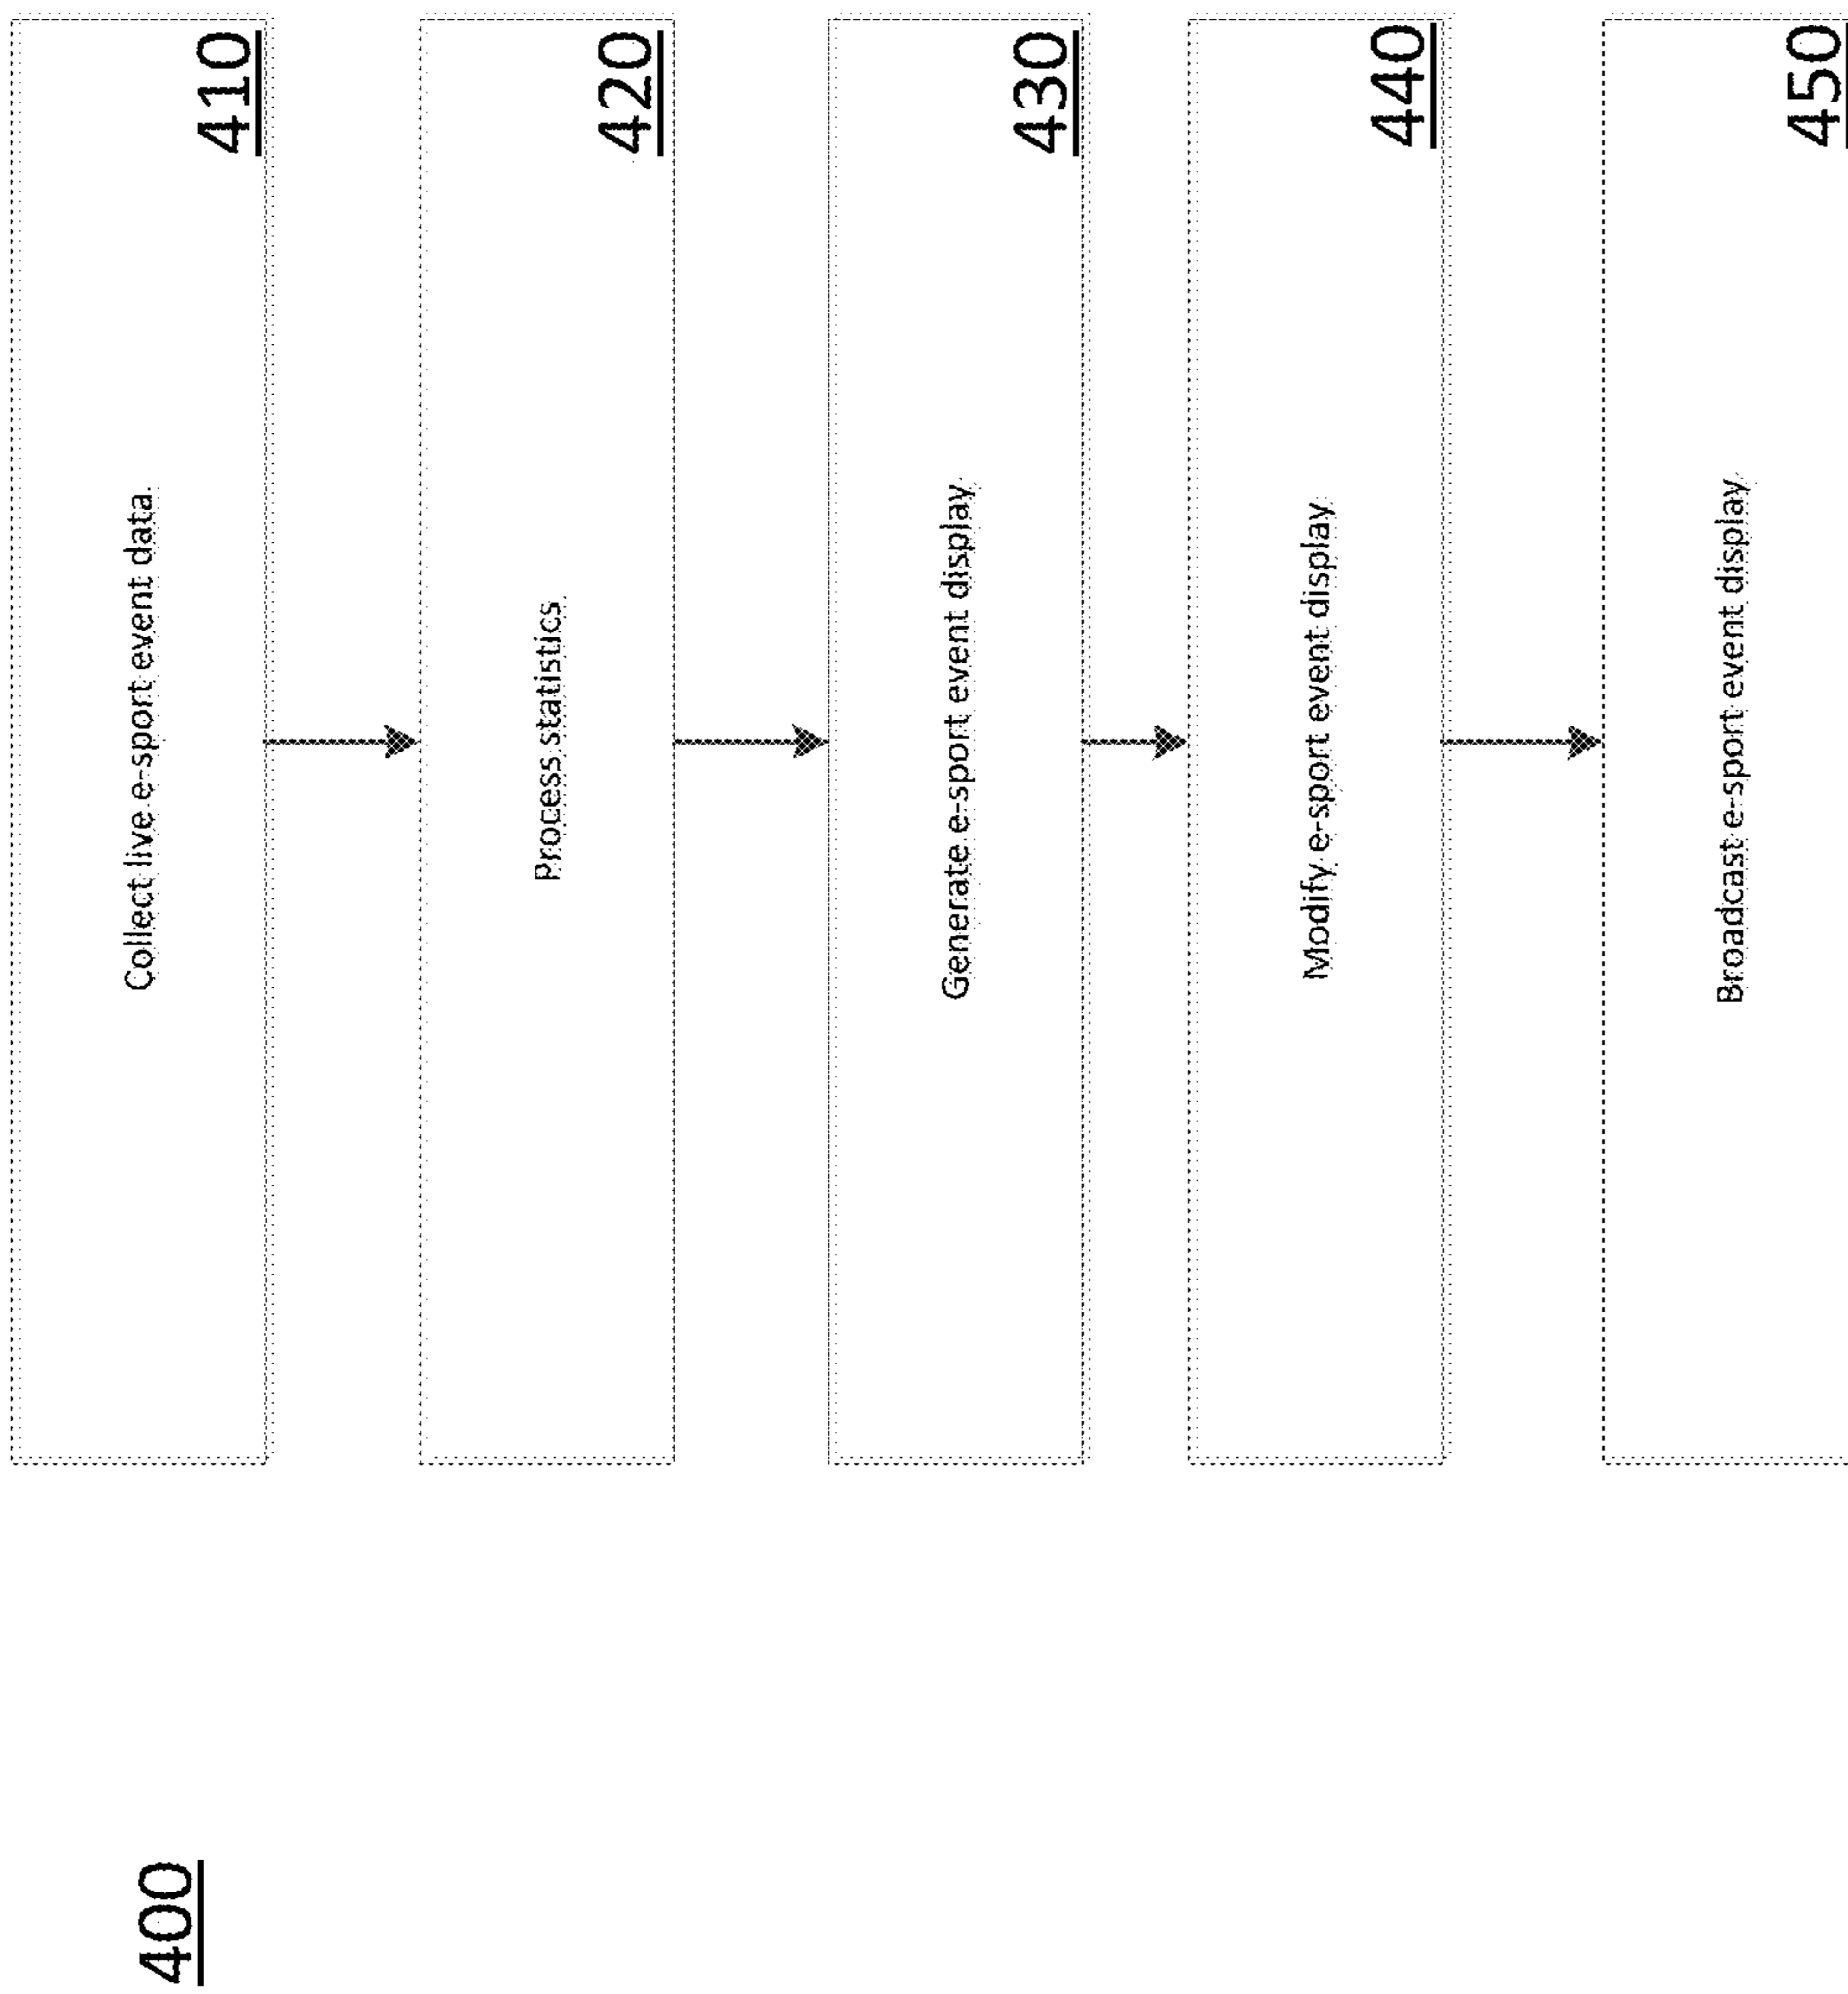 400
Collect live e-sport event data.
410
Process statistics
420
Generate e-sport event display
430
Modify e-sport event display
440
Broadcast e-sport event display
450